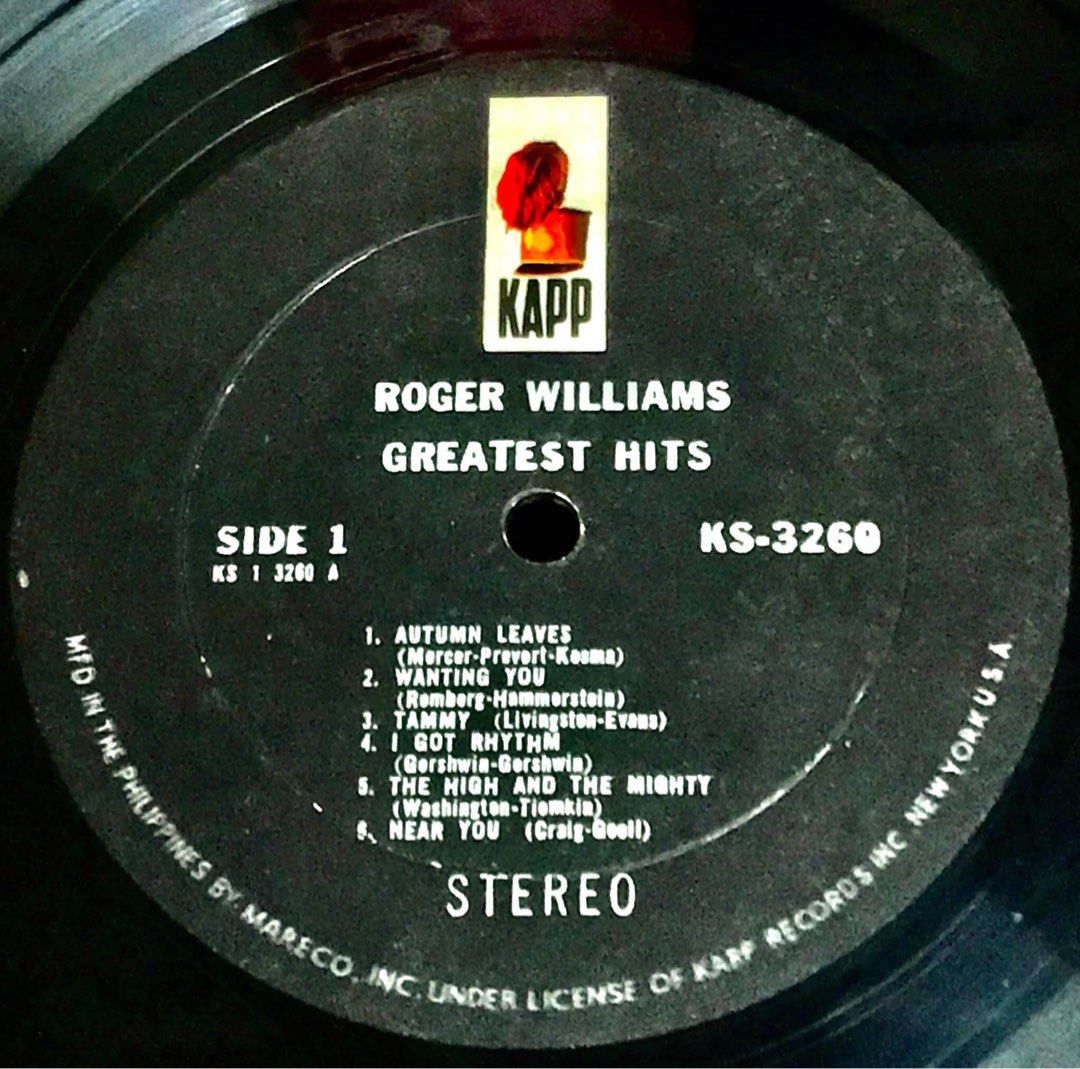 KAPP
ROGER WILLIAMS
GREATEST HITS
SIDE 1
KS-3260
KS 1 3260 A
1. AUTUMN LEAVES
(Mercer-Prevert-Kosma)
2. WANTING YOU
(Romberg-Hammerstein)
3. TAMMY (Livingston-Evans)
4. I GOT RHYTHM
(Gershwin-Gershwin)
5. THE HIGH AND THE MIGHTY
(Washington-Tiomkin)
6. NEAR YOU (Craig-Goell)
STEREO
MFD IN THE PHILIPPINES BY MARECO, INC. UNDER LICENSE OF KAPP RECORDS INC NEW YORK U.S.A.